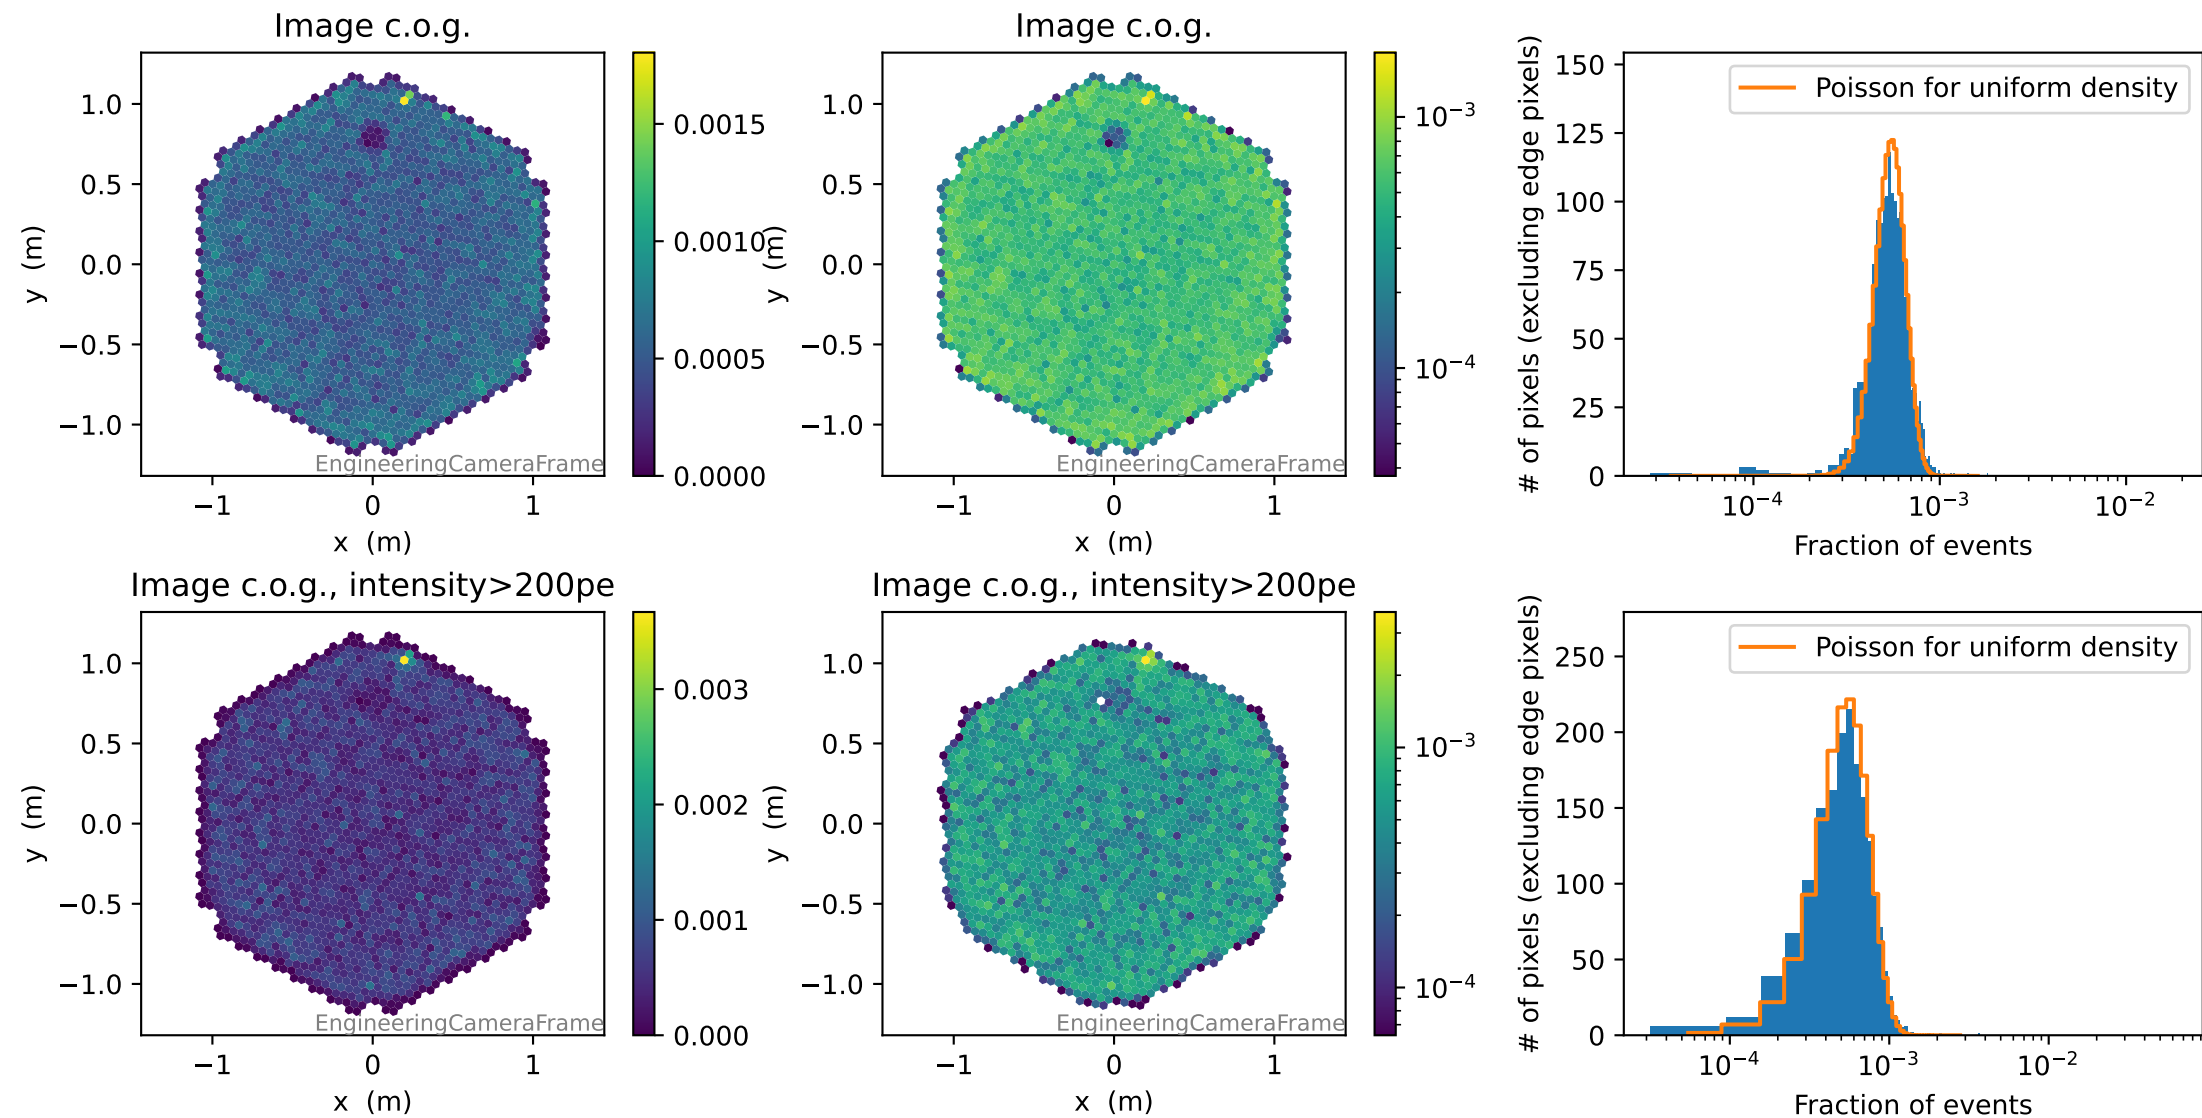 Image c.o.g.
1.0
0.5
0.0
−0.5
−1.0
y (m)
−1 0 1
x (m)
EngineeringCameraFrame
0.0015
0.0010
0.0005
0.0000
Image c.o.g.
1.0
0.5
0.0
−0.5
−1.0
y (m)
−1 0 1
x (m)
EngineeringCameraFrame
10⁻³
10⁻⁴
150
125
100
75
50
25
0
# of pixels (excluding edge pixels)
Poisson for uniform density
10⁻⁴ 10⁻³ 10⁻²
Fraction of events
Image c.o.g., intensity>200pe
1.0
0.5
0.0
−0.5
−1.0
y (m)
−1 0 1
x (m)
EngineeringCameraFrame
0.003
0.002
0.001
0.000
Image c.o.g., intensity>200pe
1.0
0.5
0.0
−0.5
−1.0
y (m)
−1 0 1
x (m)
EngineeringCameraFrame
10⁻³
10⁻⁴
250
200
150
100
50
0
# of pixels (excluding edge pixels)
Poisson for uniform density
10⁻⁴ 10⁻³ 10⁻²
Fraction of events